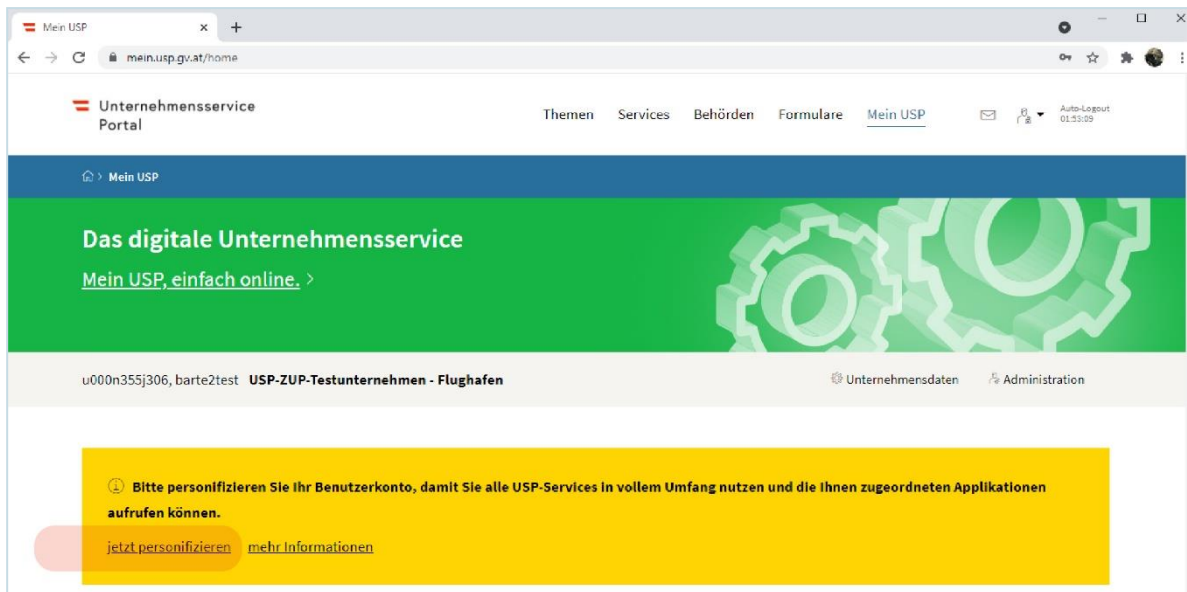 Mein USP
mein.usp.gv.at/home
Unternehmensservice
Portal
Themen Services Behörden Formulare Mein USP
Auto-Logout
01:53:09
Mein USP
Das digitale Unternehmensservice
Mein USP, einfach online. >
u000n355j306, barte2test USP-ZUP-Testunternehmen - Flughafen Unternehmensdaten Administration
Bitte personifizieren Sie Ihr Benutzerkonto, damit Sie alle USP-Services in vollem Umfang nutzen und die Ihnen zugeordneten Applikationen
aufrufen können.
jetzt personifizieren mehr Informationen